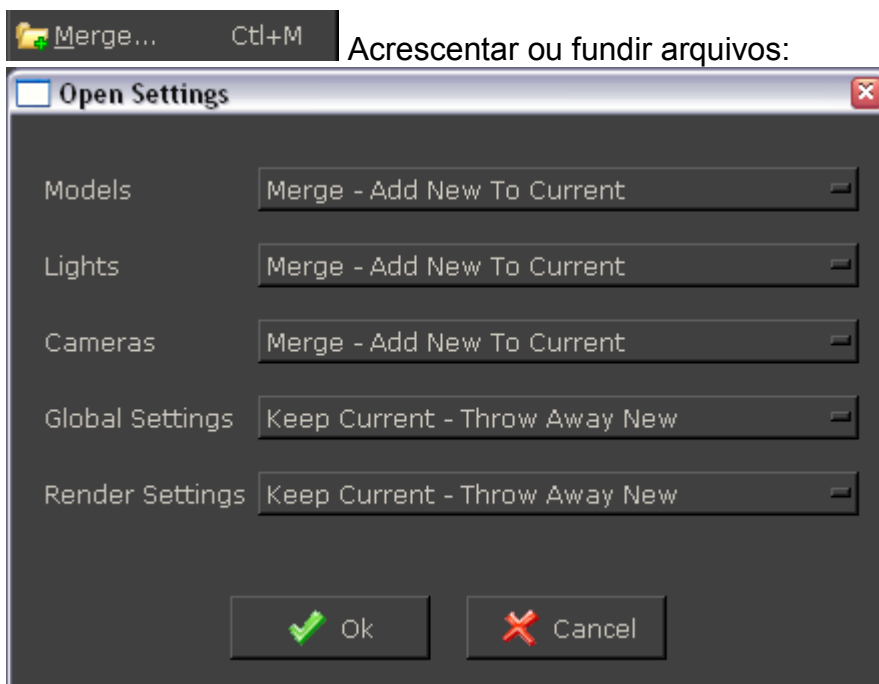 Merge... Ctl+M Acrescentar ou fundir arquivos:
Open Settings
Models Merge - Add New To Current
Lights Merge - Add New To Current
Cameras Merge - Add New To Current
Global Settings Keep Current - Throw Away New
Render Settings Keep Current - Throw Away New
Ok Cancel